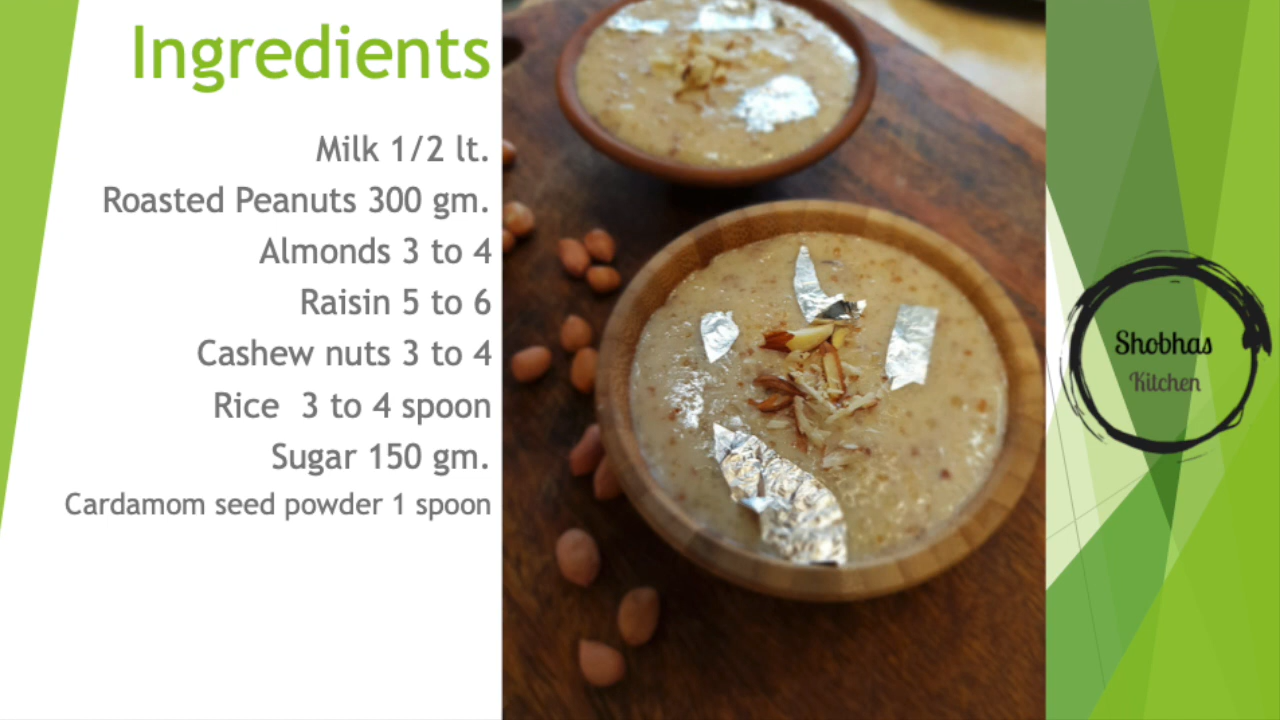 Ingredients
Milk 1/2 lt.
Roasted Peanuts 300 gm.
Almonds 3 to 4
Raisin 5 to 6
Cashew nuts 3 to 4
Rice  3 to 4 spoon
Sugar 150 gm.
Cardamom seed powder 1 spoon
Shobhas
Kitchen